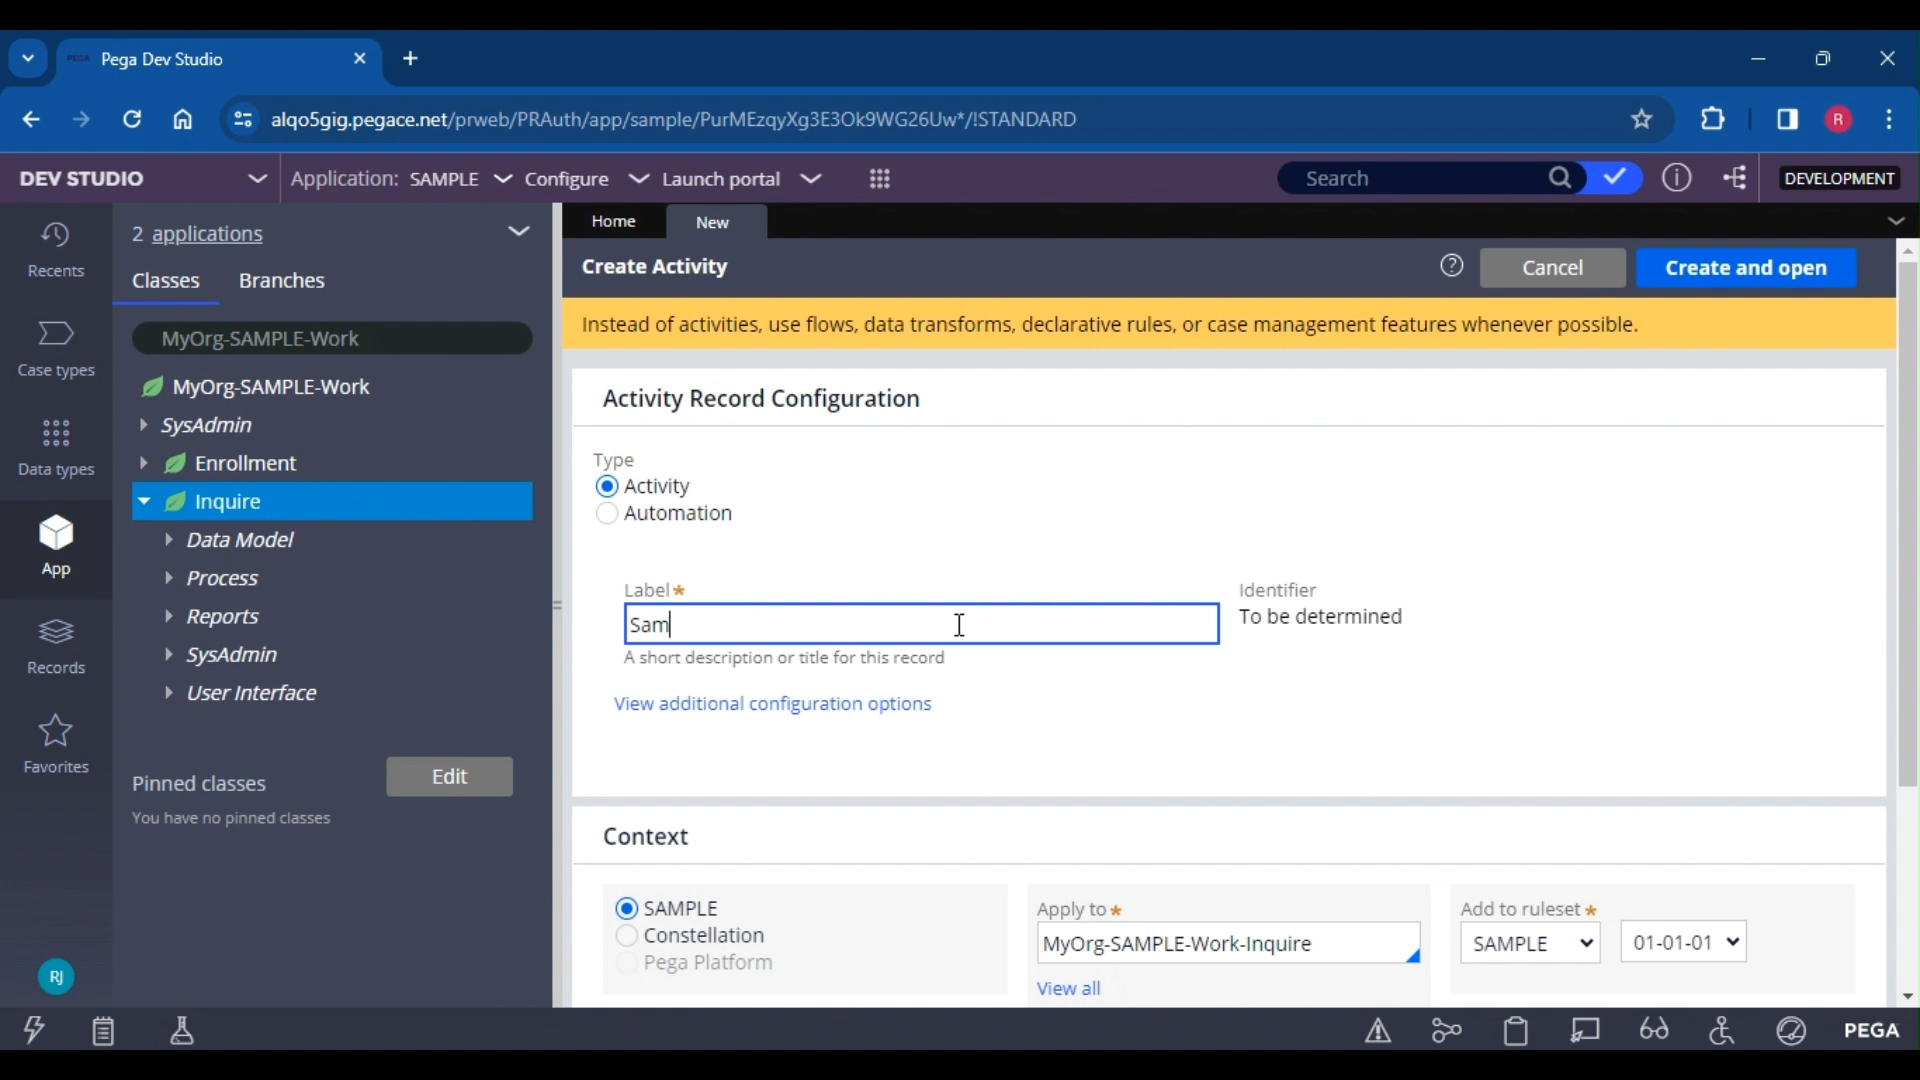 Pega Dev Studio
alqo5gig.pegace.net/prweb/PRAuth/app/sample/PurMEzqyXg3E3Ok9WG26Uw*/!STANDARD
R
DEV STUDIO
Application: SAMPLE
Configure
Launch portal
Search
DEVELOPMENT
Recents
Case types
Data types
App
Records
Favorites
RJ
2 applications
Classes
Branches
MyOrg-SAMPLE-Work
MyOrg-SAMPLE-Work
SysAdmin
Enrollment
Inquire
Data Model
Process
Reports
SysAdmin
User Interface
Pinned classes
Edit
You have no pinned classes
Home
New
Create Activity
Cancel
Create and open
Instead of activities, use flows, data transforms, declarative rules, or case management features whenever possible.
Activity Record Configuration
Type
Activity
Automation
Label*
Sam
A short description or title for this record
Identifier
To be determined
View additional configuration options
Context
SAMPLE
Constellation
Pega Platform
Apply to*
MyOrg-SAMPLE-Work-Inquire
View all
Add to ruleset*
SAMPLE
01-01-01
PEGA